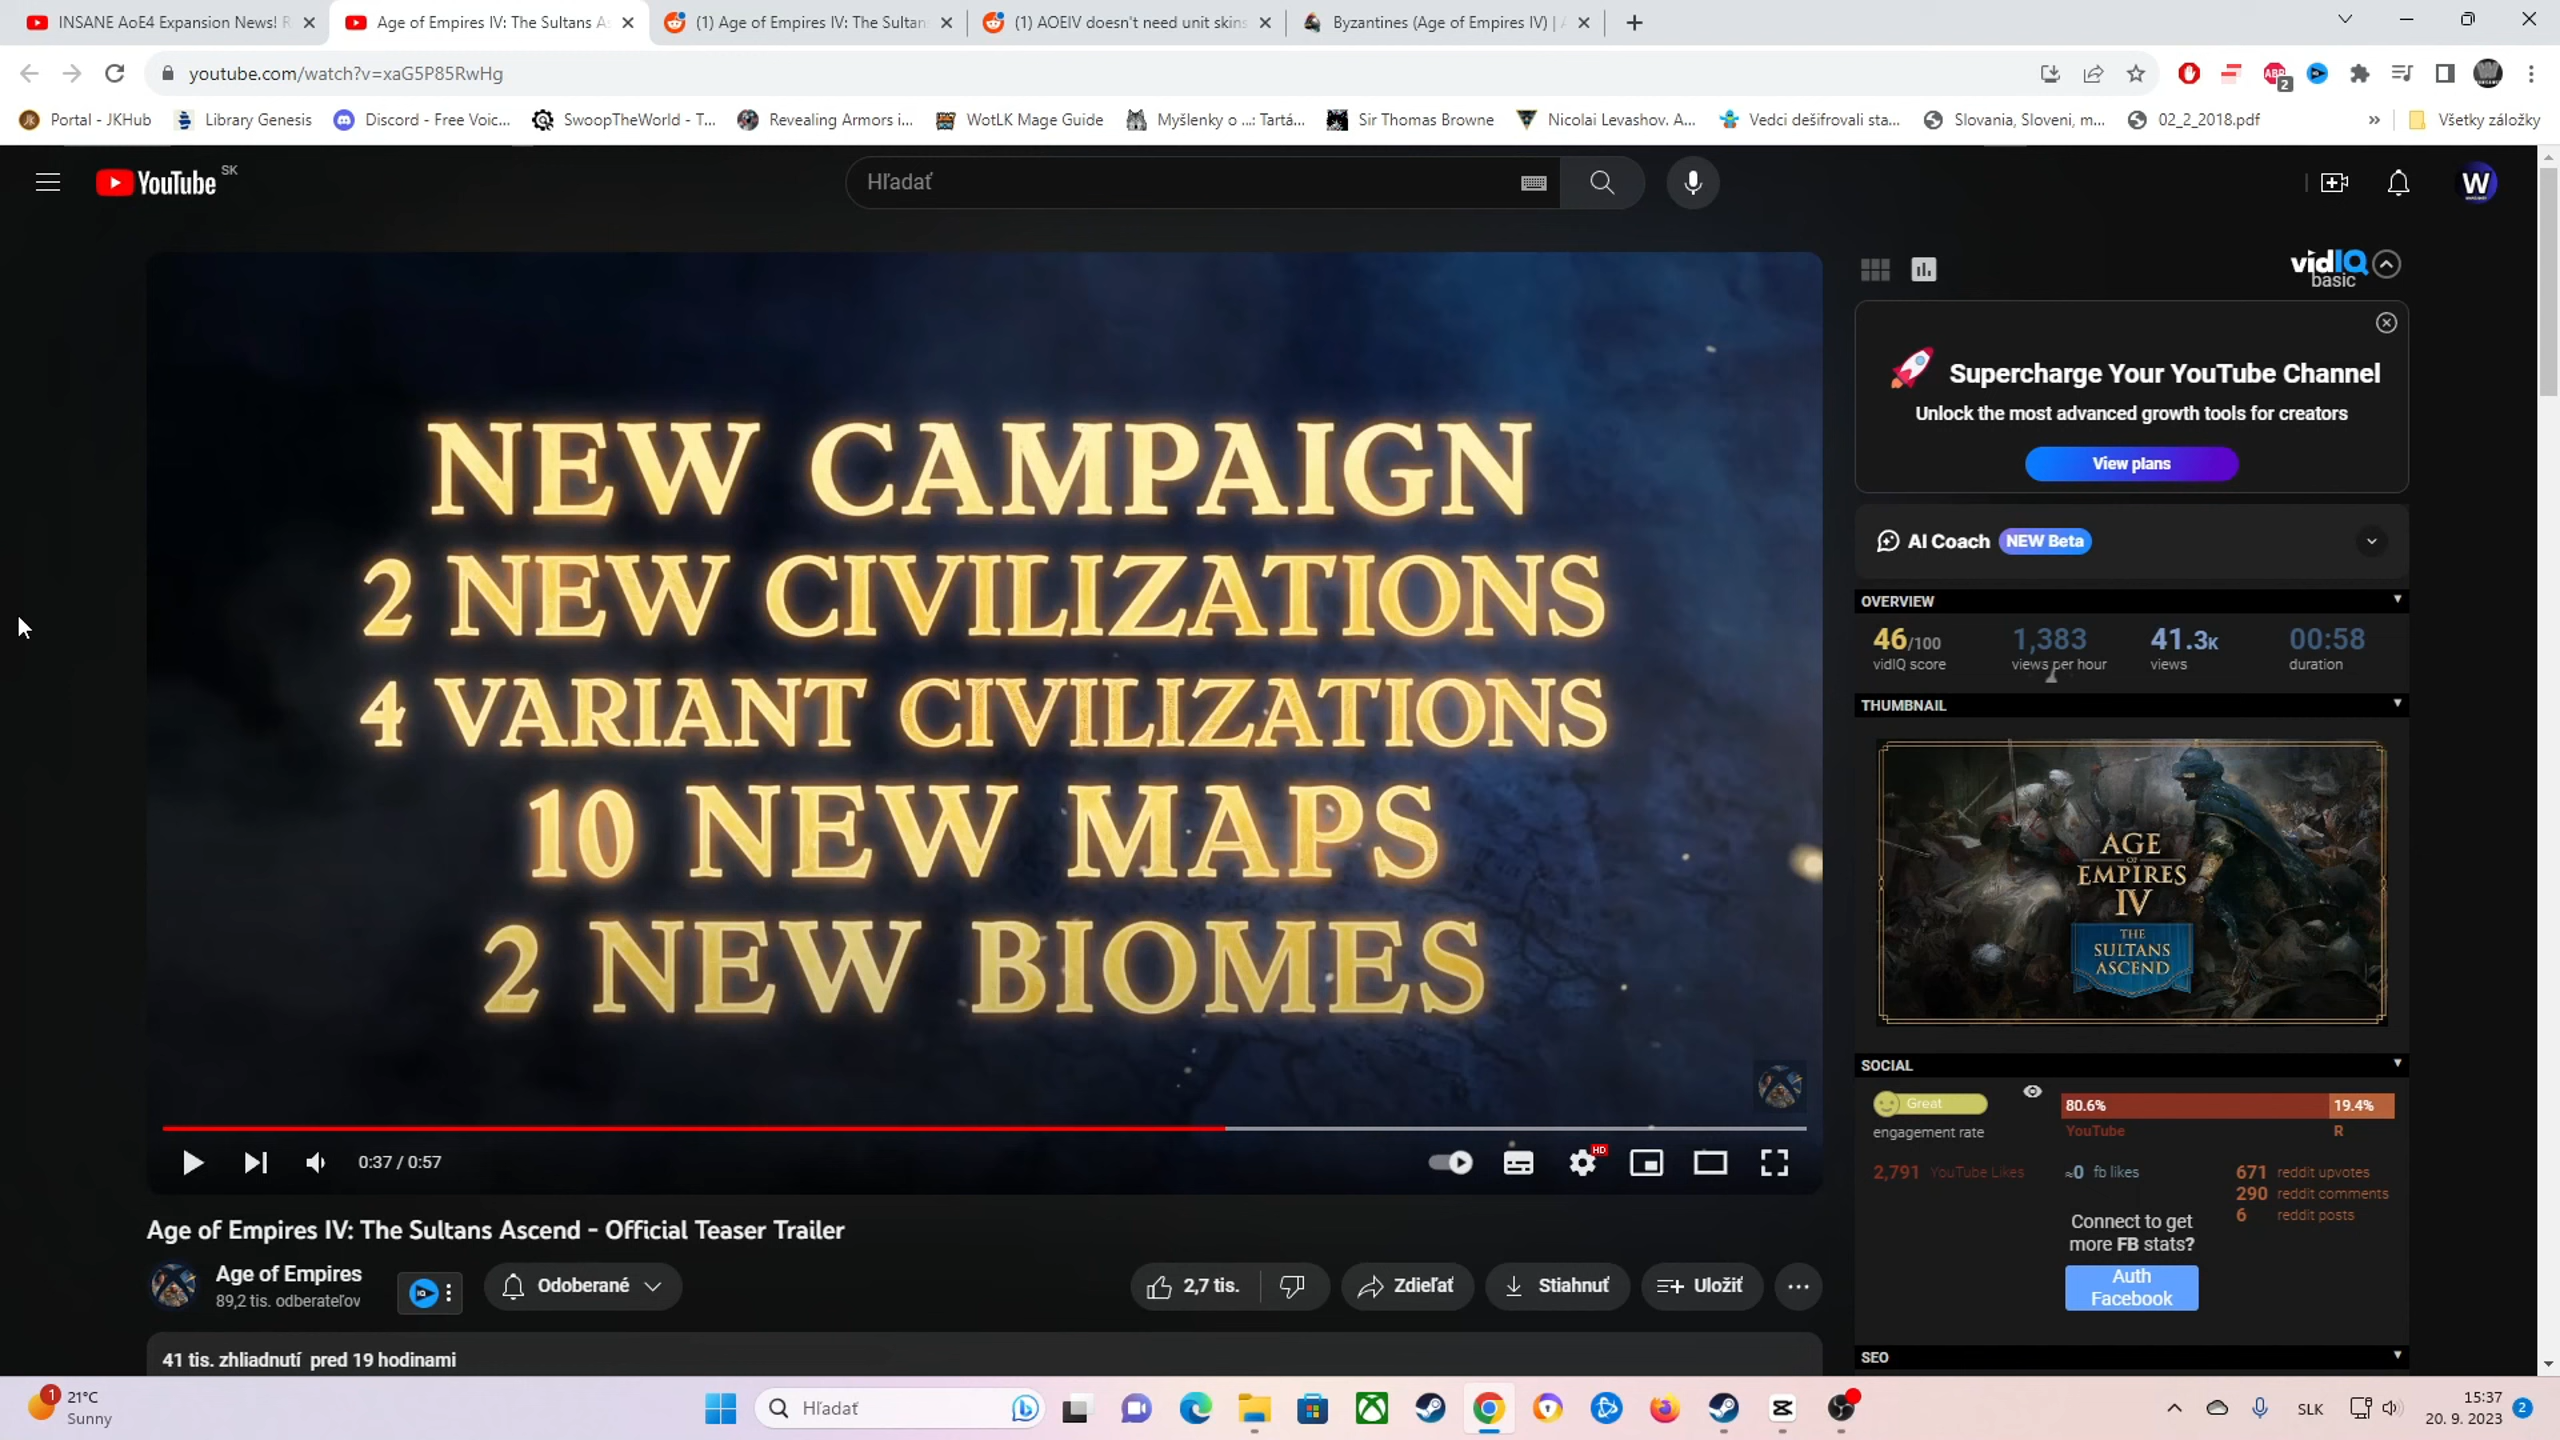 INSANE AoE4 Expansion News! R
Age of Empires IV: The Sultans As
(1) Age of Empires IV: The Sultan
(1) AOEIV doesn't need unit skins
Byzantines (Age of Empires IV) | A
youtube.com/watch?v=xaG5P85RwHg
ABP
2
Portal - JKHub
Library Genesis
Discord - Free Voic...
SwoopTheWorld - T...
Revealing Armors i...
WotLK Mage Guide
Myšlenky o ...: Tartá...
Sir Thomas Browne
Nicolai Levashov. A...
Vedci dešifrovali sta...
Slovania, Sloveni, m...
02_2_2018.pdf
»
Všetky záložky
YouTube SK
Hľadať
W
NEW CAMPAIGN
2 NEW CIVILIZATIONS
4 VARIANT CIVILIZATIONS
10 NEW MAPS
2 NEW BIOMES
0:37 / 0:57
HD
Age of Empires IV: The Sultans Ascend - Official Teaser Trailer
Age of Empires
89,2 tis. odberateľov
IQ
Odoberané
2,7 tis.
Zdieľať
Stiahnuť
Uložiť
41 tis. zhliadnutí pred 19 hodinami
vidIQ
basic
Supercharge Your YouTube Channel
Unlock the most advanced growth tools for creators
View plans
AI Coach NEW Beta
OVERVIEW
46/100
vidIQ score
1,383
views per hour
41.3K
views
00:58
duration
THUMBNAIL
AGE
OF
EMPIRES
IV
THE
SULTANS
ASCEND
SOCIAL
Great
engagement rate
80.6%
19.4%
YouTube
R
2,791 YouTube Likes
≈0 fb likes
671 reddit upvotes
290 reddit comments
6 reddit posts
Connect to get
more FB stats?
Auth
Facebook
SEO
1
21°C
Sunny
Hľadať
SLK
15:37
20. 9. 2023
2